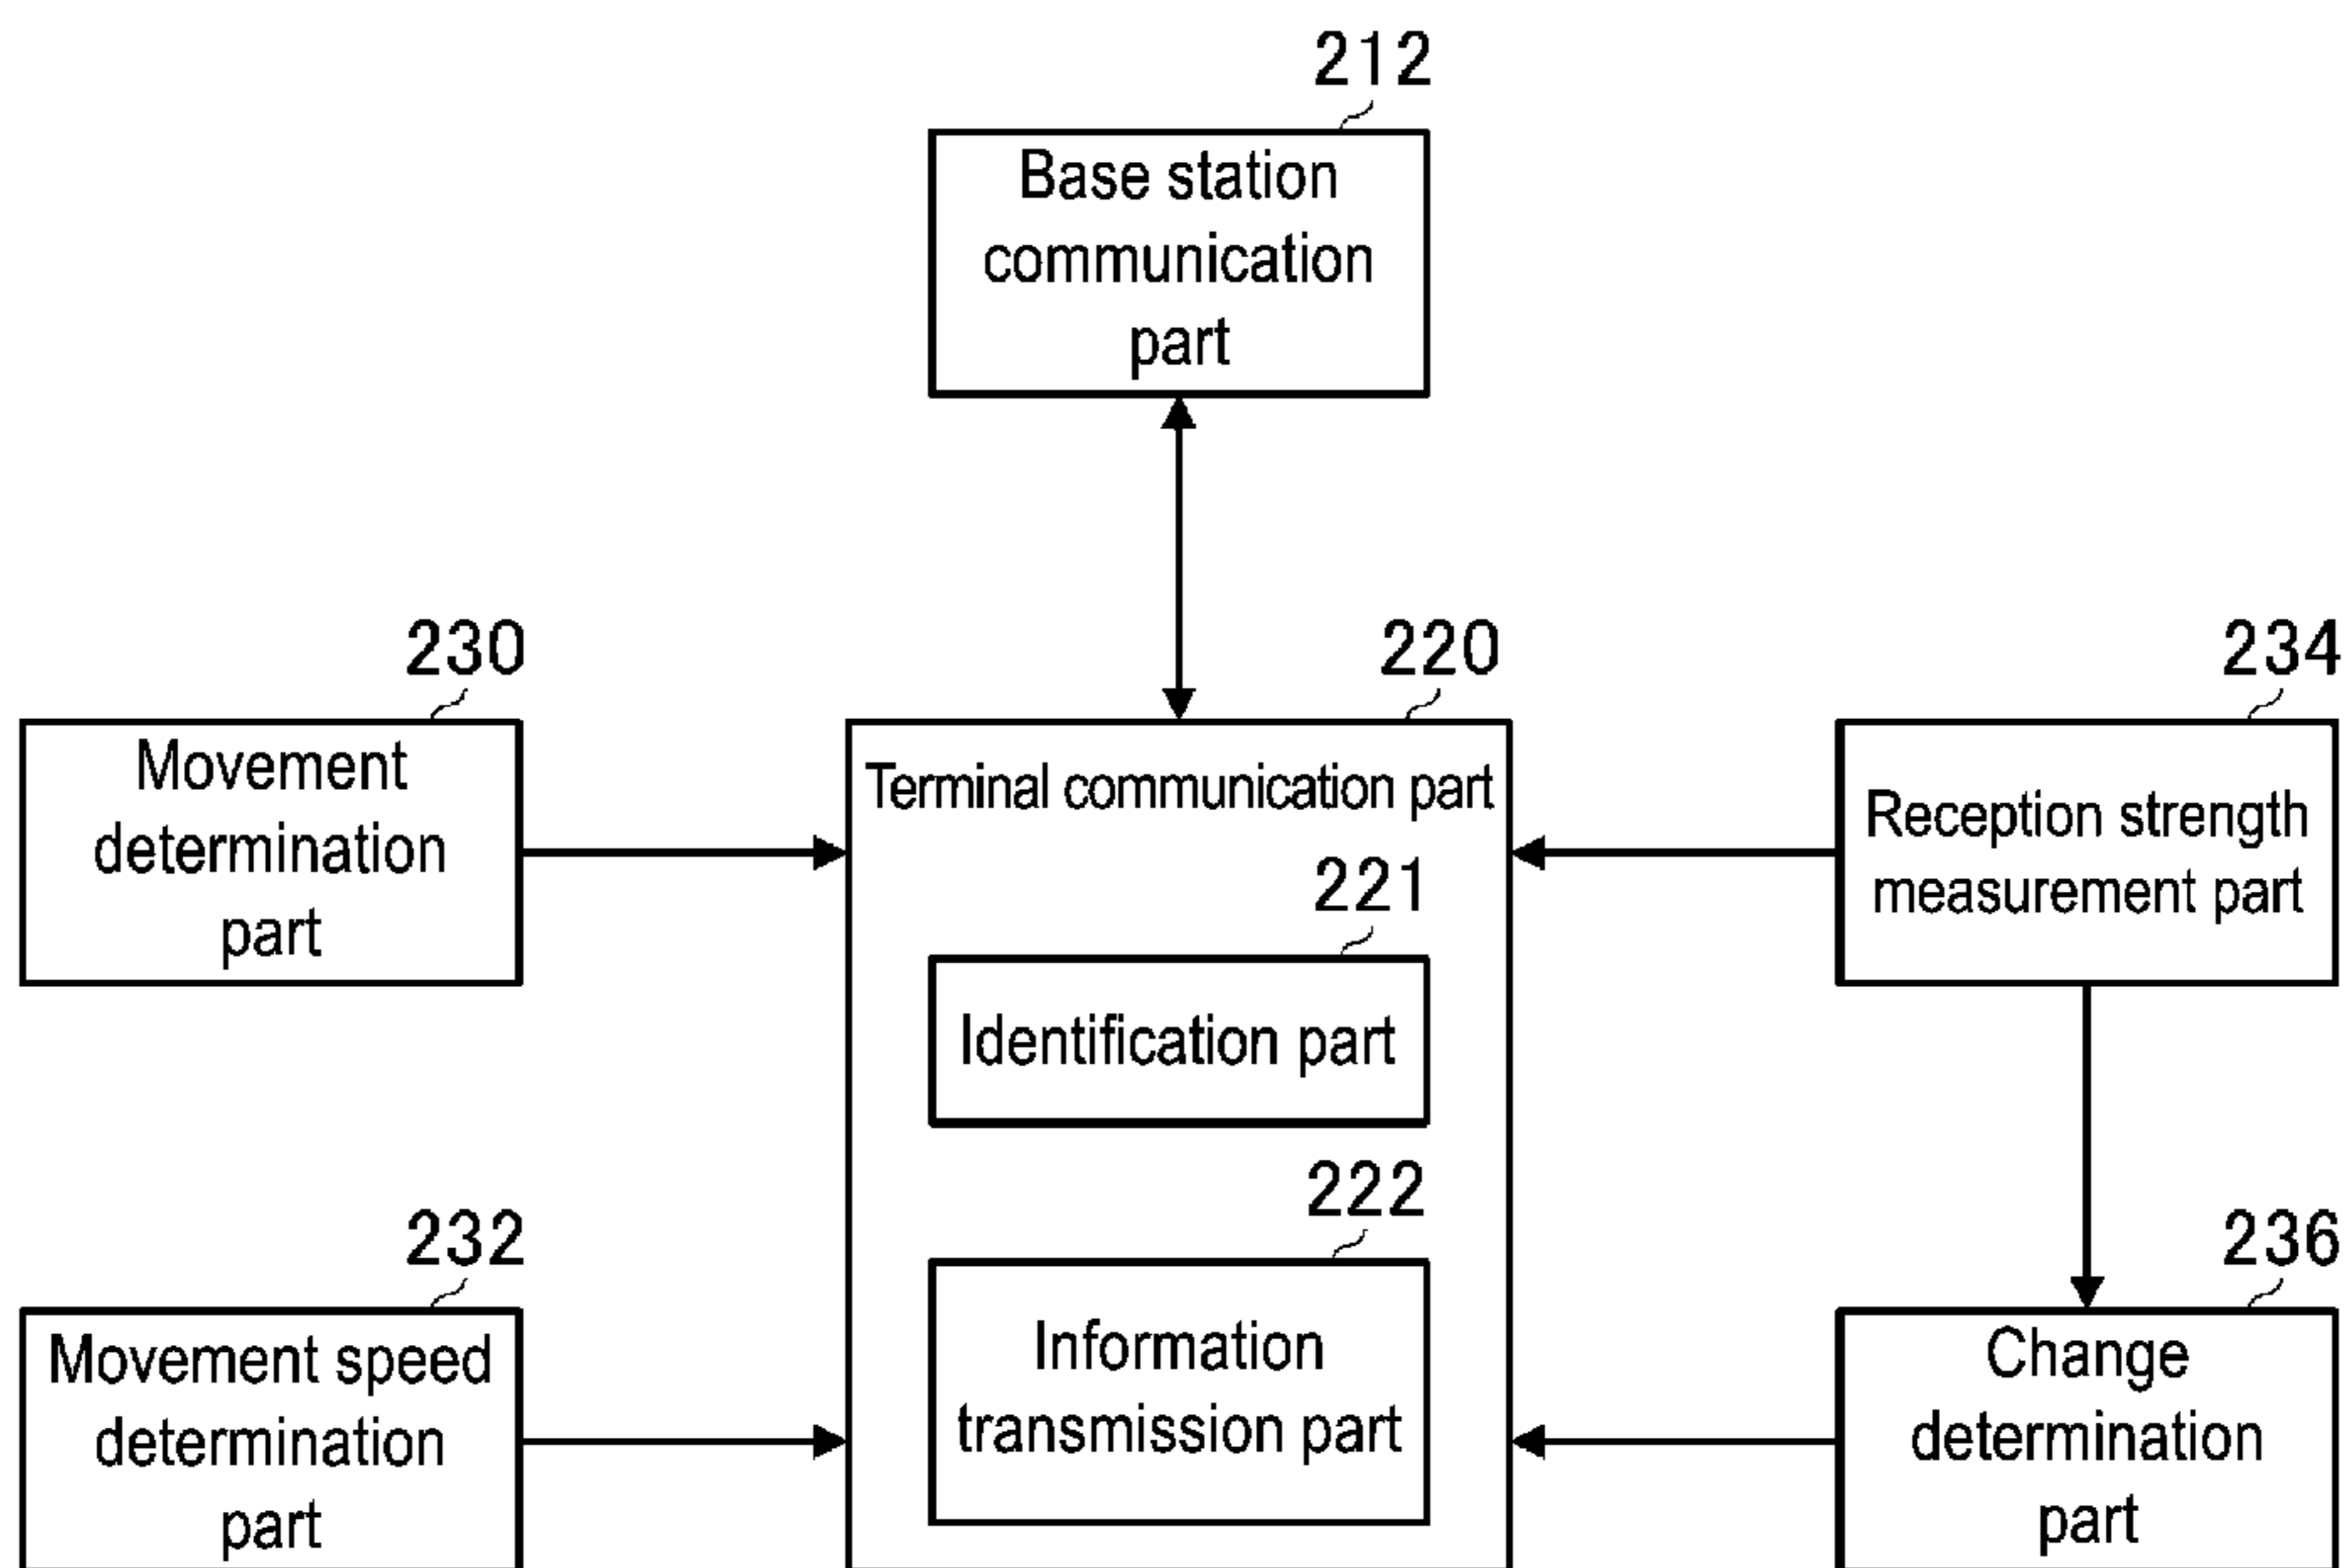 212
Base station
communication
part
230
Movement
determination
part
220
Terminal communication part
221
Identification part
222
Information
transmission part
234
Reception strength
measurement part
232
Movement speed
determination
part
236
Change
determination
part